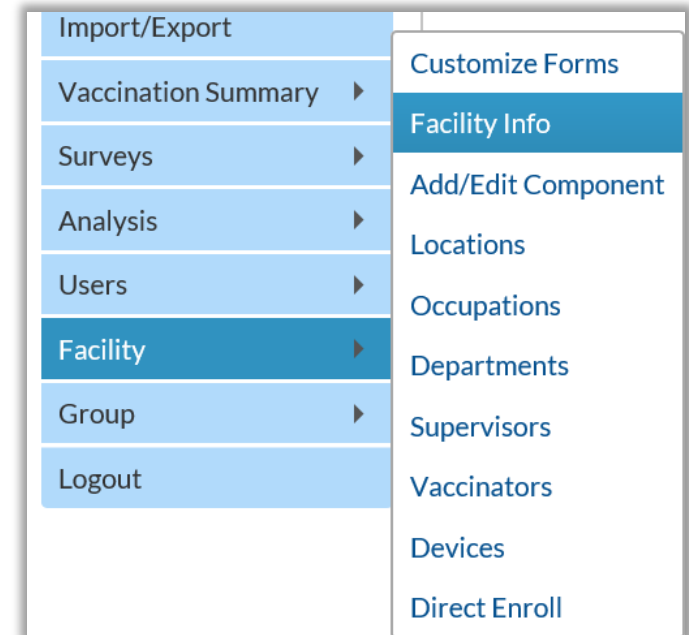 Import/Export
Vaccination Summary
Surveys
Analysis
Users
Facility
Group
Logout
Customize Forms
Facility Info
Add/Edit Component
Locations
Occupations
Departments
Supervisors
Vaccinators
Devices
Direct Enroll